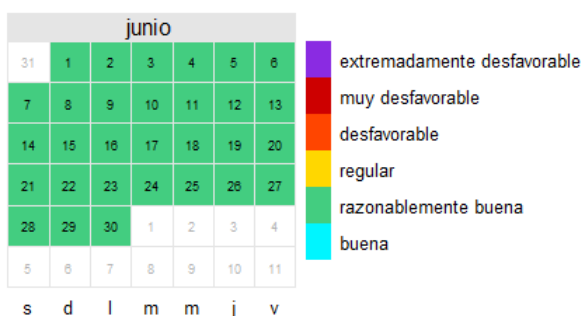 junio
31 1 2 3 4 5 6
7 8 9 10 11 12 13
14 15 16 17 18 19 20
21 22 23 24 25 26 27
28 29 30 1 2 3 4
5 6 7 8 9 10 11
s d l m m j v
extremadamente desfavorable
muy desfavorable
desfavorable
regular
razonablemente buena
buena